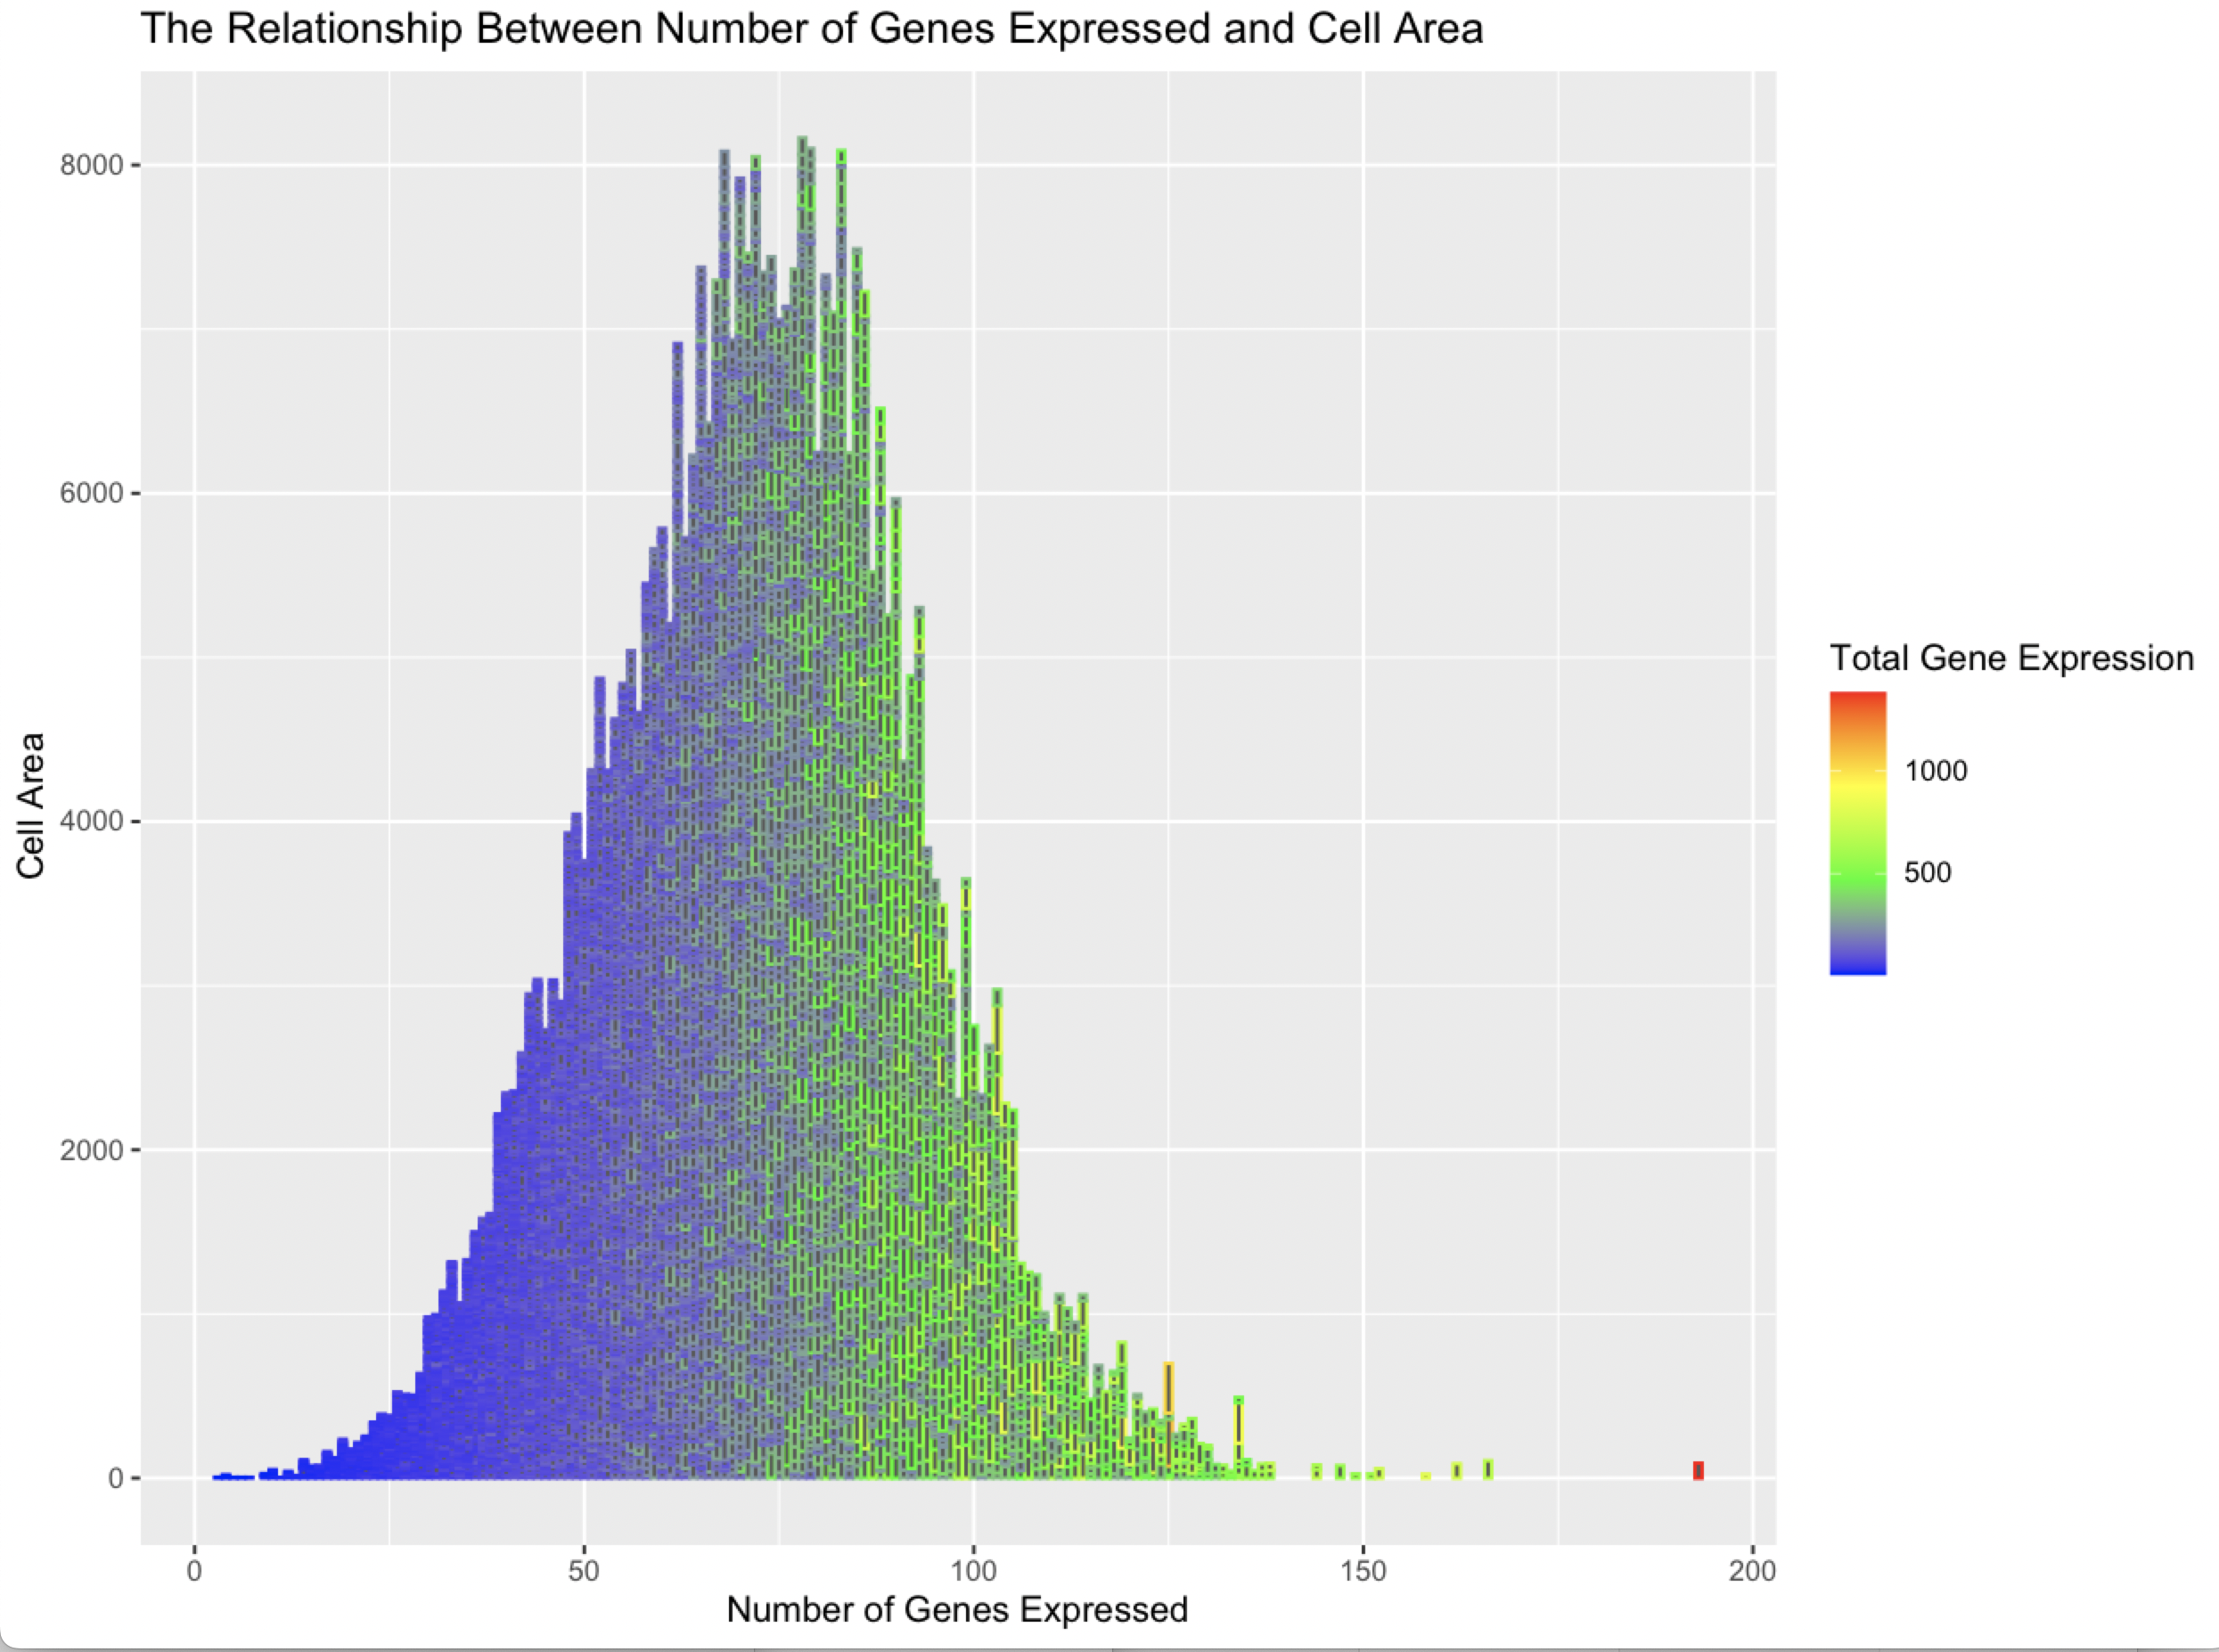 The Relationship Between Number of Genes Expressed and Cell Area
8000
6000
4000
2000
0
Cell Area
0 50 100 150 200
Number of Genes Expressed
Total Gene Expression
1000
500